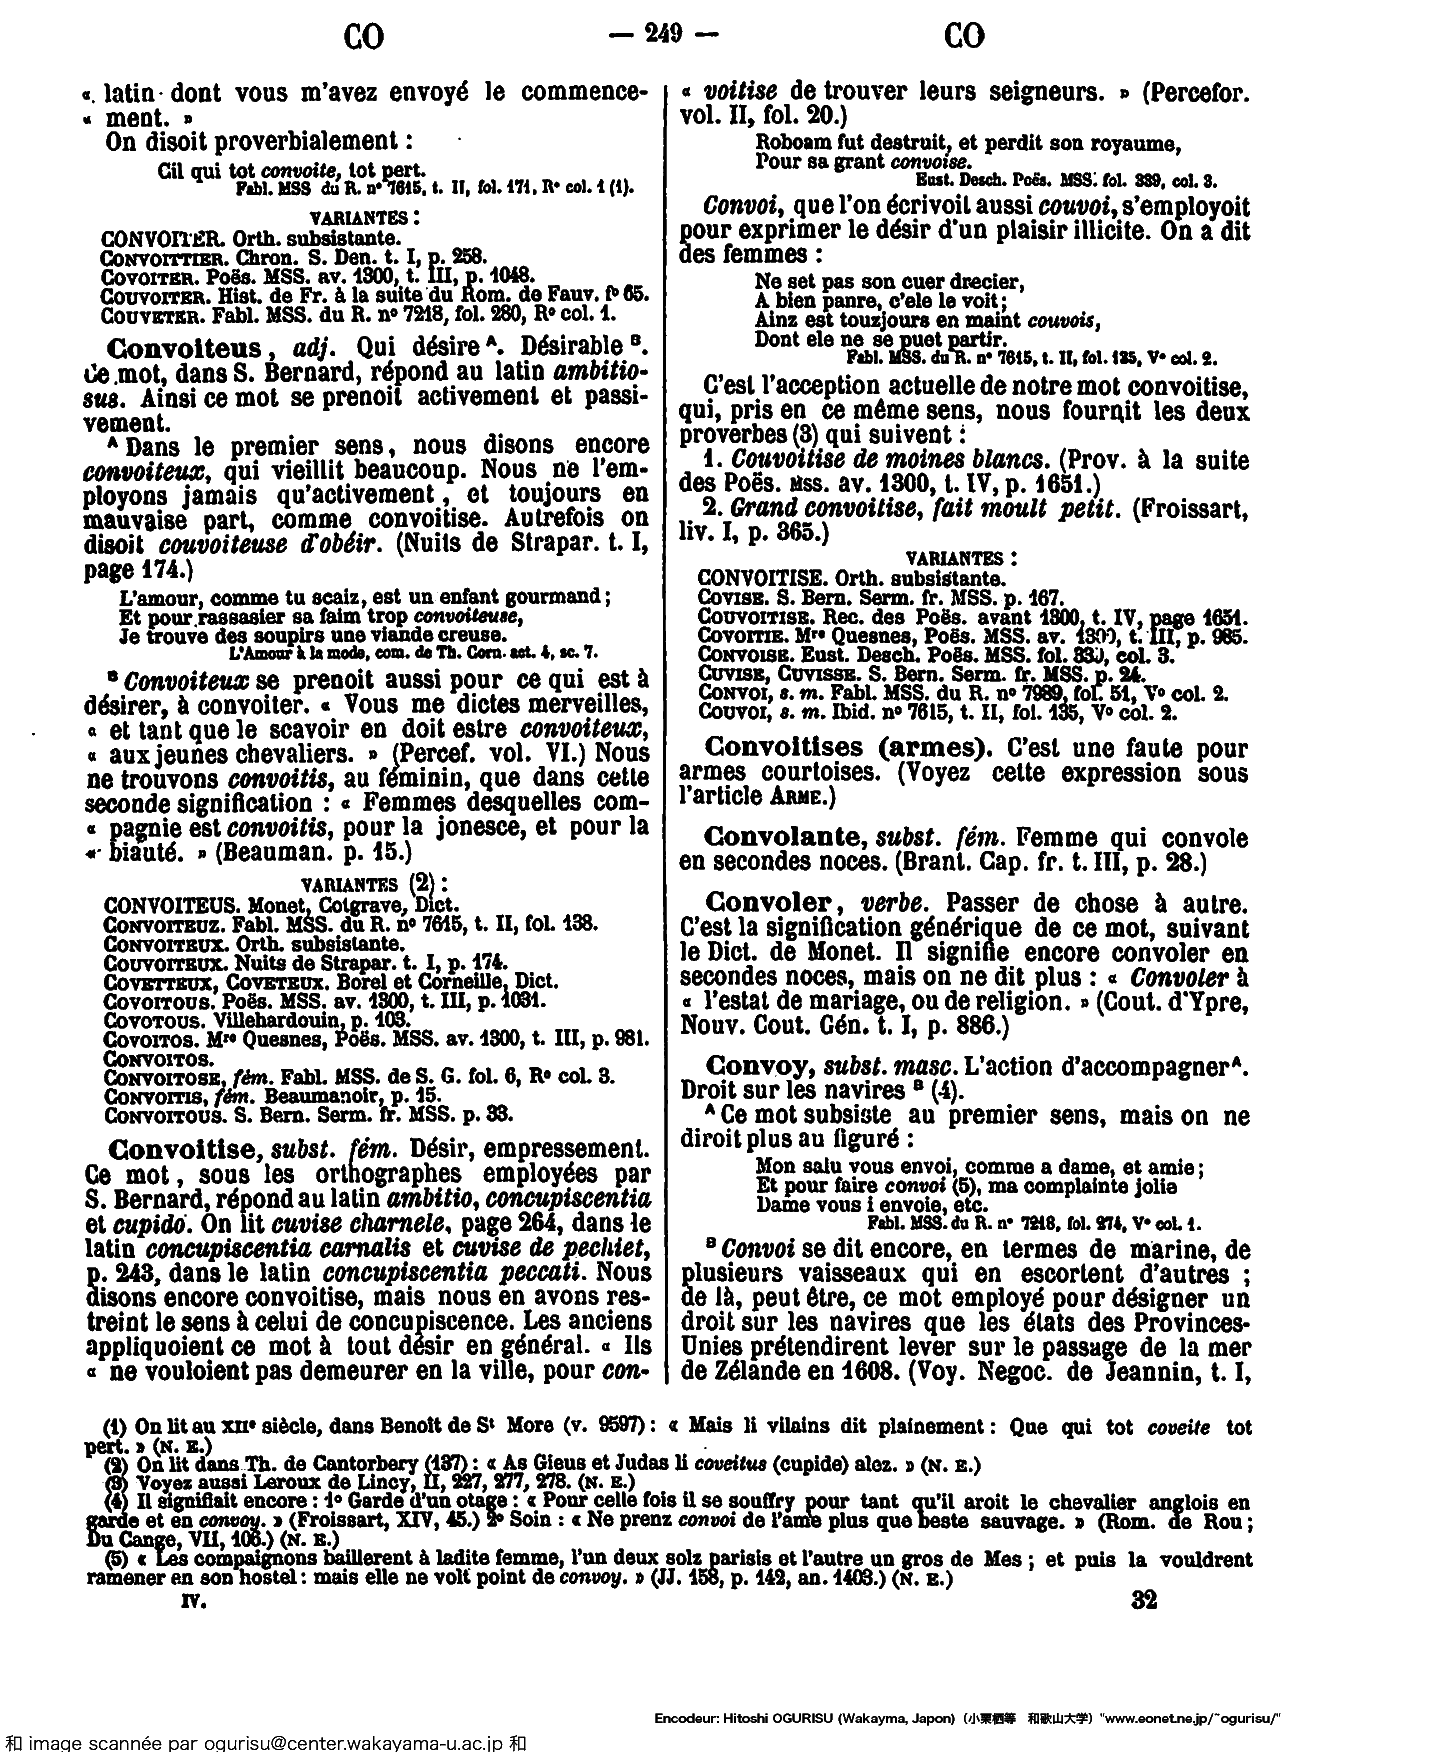 CO
— 249 —
CO
« latin dont vous m'avez envoyé le commence-
« ment. »
On disoit proverbialement :
Cil qui tot convoite, tot pert.
Fabl. MSS du R. nº 7615, t. II, fol. 171, Rº col. 1 (1).
VARIANTES :
CONVOITER. Orth. subsistante.
CONVOITTIER. Chron. S. Den. t. I, p. 258.
COVOITER. Poës. MSS. av. 1300, t. III, p. 1048.
COUVOITER. Hist. de Fr. à la suite du Rom. de Fauv. fº 65.
COUVETER. Fabl. MSS. du R. nº 7218, fol. 280, Rº col. 1.
Convoiteus, adj. Qui désire ᴬ. Désirable ᴮ.
Ce mot, dans S. Bernard, répond au latin ambitio-
sus. Ainsi ce mot se prenoit activement et passi-
vement.
ᴬ Dans le premier sens, nous disons encore
convoiteux, qui vieillit beaucoup. Nous ne l'em-
ployons jamais qu'activement, et toujours en
mauvaise part, comme convoitise. Autrefois on
disoit couvoiteuse d'obéir. (Nuits de Strapar. t. I,
page 174.)
L'amour, comme tu scaiz, est un enfant gourmand ;
Et pour rassasier sa faim trop convoiteuse,
Je trouve des soupirs une viande creuse.
L'Amour à la mode, com. de Th. Corn. act. 4, sc. 7.
ᴮ Convoiteux se prenoit aussi pour ce qui est à
désirer, à convoiter. « Vous me dictes merveilles,
« et tant que le scavoir en doit estre convoiteux,
« aux jeunes chevaliers. » (Percef. vol. VI.) Nous
ne trouvons convoitis, au féminin, que dans cette
seconde signification : « Femmes desquelles com-
« pagnie est convoitis, pour la jonesce, et pour la
« biauté. » (Beauman. p. 15.)
VARIANTES (2) :
CONVOITEUS. Monet, Cotgrave, Dict.
CONVOITEUZ. Fabl. MSS. du R. nº 7615, t. II, fol. 138.
CONVOITEUX. Orth. subsistante.
COUVOITEUX. Nuits de Strapar. t. I, p. 174.
COVETTEUX, COVETEUX. Borel et Corneille, Dict.
COVOITOUS. Poës. MSS. av. 1300, t. III, p. 1031.
COVOTOUS. Villehardouin, p. 103.
COVOITOS. Mre Quesnes, Poës. MSS. av. 1300, t. III, p. 981.
CONVOITOS.
CONVOITOSE, fém. Fabl. MSS. de S. G. fol. 6, Rº col. 3.
CONVOITIS, fém. Beaumanoir, p. 15.
CONVOITOUS. S. Bern. Serm. fr. MSS. p. 33.
Convoitise, subst. fém. Désir, empressement.
Ce mot, sous les orthographes employées par
S. Bernard, répond au latin ambitio, concupiscentia
et cupido. On lit cuvise charnele, page 264, dans le
latin concupiscentia carnalis et cuvise de pechiet,
p. 243, dans le latin concupiscentia peccati. Nous
disons encore convoitise, mais nous en avons res-
treint le sens à celui de concupiscence. Les anciens
appliquoient ce mot à tout désir en général. « Ils
« ne vouloient pas demeurer en la ville, pour con-
« voitise de trouver leurs seigneurs. » (Percefor.
vol. II, fol. 20.)
Roboam fut destruit, et perdit son royaume,
Pour sa grant convoise.
Eust. Desch. Poës. MSS. fol. 339, col. 3.
Convoi, que l'on écrivoit aussi couvoi, s'employoit
pour exprimer le désir d'un plaisir illicite. On a dit
des femmes :
Ne set pas son cuer drecier,
A bien panre, c'ele le voit ;
Ainz est touzjours en maint couvois,
Dont ele ne se puet partir.
Fabl. MSS. du R. nº 7615, t. II, fol. 135, Vº col. 2.
C'est l'acception actuelle de notre mot convoitise,
qui, pris en ce même sens, nous fournit les deux
proverbes (3) qui suivent :
1. Couvoitise de moines blancs. (Prov. à la suite
des Poës. MSS. av. 1300, t. IV, p. 1651.)
2. Grand convoitise, fait moult petit. (Froissart,
liv. I, p. 365.)
VARIANTES :
CONVOITISE. Orth. subsistante.
COVISE. S. Bern. Serm. fr. MSS. p. 167.
COUVOITISE. Rec. des Poës. avant 1300, t. IV, page 1651.
COVOITIE. Mre Quesnes, Poës. MSS. av. 1300, t. III, p. 985.
CONVOISE. Eust. Desch. Poës. MSS. fol. 339, col. 3.
CUVISE, CUVISSE. S. Bern. Serm. fr. MSS. p. 24.
CONVOI, s. m. Fabl. MSS. du R. nº 7989, fol. 51, Vº col. 2.
COUVOI, s. m. Ibid. nº 7615, t. II, fol. 135, Vº col. 2.
Convoitises (armes). C'est une faute pour
armes courtoises. (Voyez cette expression sous
l'article ARME.)
Convolante, subst. fém. Femme qui convole
en secondes noces. (Brant. Cap. fr. t. III, p. 28.)
Convoler, verbe. Passer de chose à autre.
C'est la signification générique de ce mot, suivant
le Dict. de Monet. Il signifie encore convoler en
secondes noces, mais on ne dit plus : « Convoler à
« l'estat de mariage, ou de religion. » (Cout. d'Ypre,
Nouv. Cout. Gén. t. I, p. 886.)
Convoy, subst. masc. L'action d'accompagner ᴬ.
Droit sur les navires ᴮ (4).
ᴬ Ce mot subsiste au premier sens, mais on ne
diroit plus au figuré :
Mon salu vous envoi, comme a dame, et amie ;
Et pour faire convoi (5), ma complainte jolie
Dame vous i envoie, etc.
Fabl. MSS. du R. nº 7218, fol. 274, Vº col. 1.
ᴮ Convoi se dit encore, en termes de marine, de
plusieurs vaisseaux qui en escortent d'autres ;
de là, peut être, ce mot employé pour désigner un
droit sur les navires que les états des Provinces-
Unies prétendirent lever sur le passage de la mer
de Zélande en 1608. (Voy. Negoc. de Jeannin, t. I,
(1) On lit au XIIe siècle, dans Benoît de St More (v. 9597) : « Mais li vilains dit plainement : Que qui tot coveite tot
pert. » (N. E.)
(2) On lit dans Th. de Cantorbery (137) : « As Gieus et Judas li coveitus (cupide) alez. » (N. E.)
(3) Voyez aussi Leroux de Lincy, II, 227, 277, 278. (N. E.)
(4) Il signifiait encore : 1º Garde d'un otage : « Pour celle fois il se souffry pour tant qu'il aroit le chevalier anglois en
garde et en convoy. » (Froissart, XIV, 45.) 2º Soin : « Ne prenz convoi de l'ame plus que beste sauvage. » (Rom. de Rou ;
Du Cange, VII, 106.) (N. E.)
(5) « Les compaignons baillerent à ladite femme, l'un deux solz parisis et l'autre un gros de Mes ; et puis la vouldrent
ramener en son hostel : mais elle ne volt point de convoy. » (JJ. 158, p. 142, an. 1403.) (N. E.)
IV.
32
Encodeur: Hitoshi OGURISU (Wakayma, Japon) (小栗栖等 和歌山大学) "www.eonet.ne.jp/~ogurisu/"
和 image scannée par ogurisu@center.wakayama-u.ac.jp 和